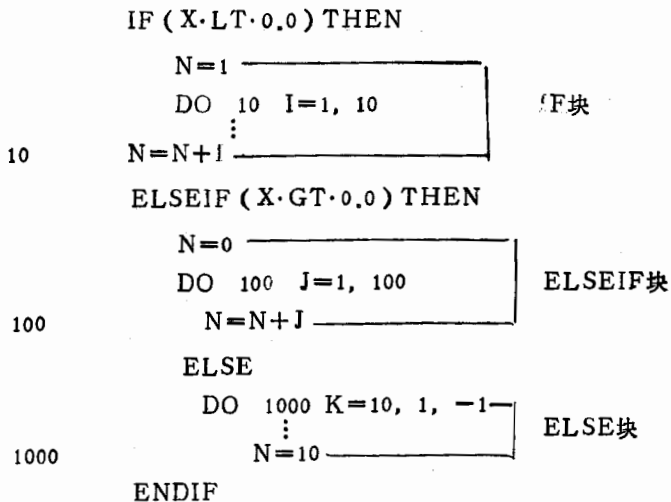 IF(X·LT·0.0)THEN
N=1
DO 10 I=1, 10 IF块
⋮
10 N=N+I
ELSEIF(X·GT·0.0)THEN
N=0
DO 100 J=1, 100 ELSEIF块
100 N=N+J
ELSE
DO 1000 K=10, 1, −1
⋮ ELSE块
1000 N=10
ENDIF